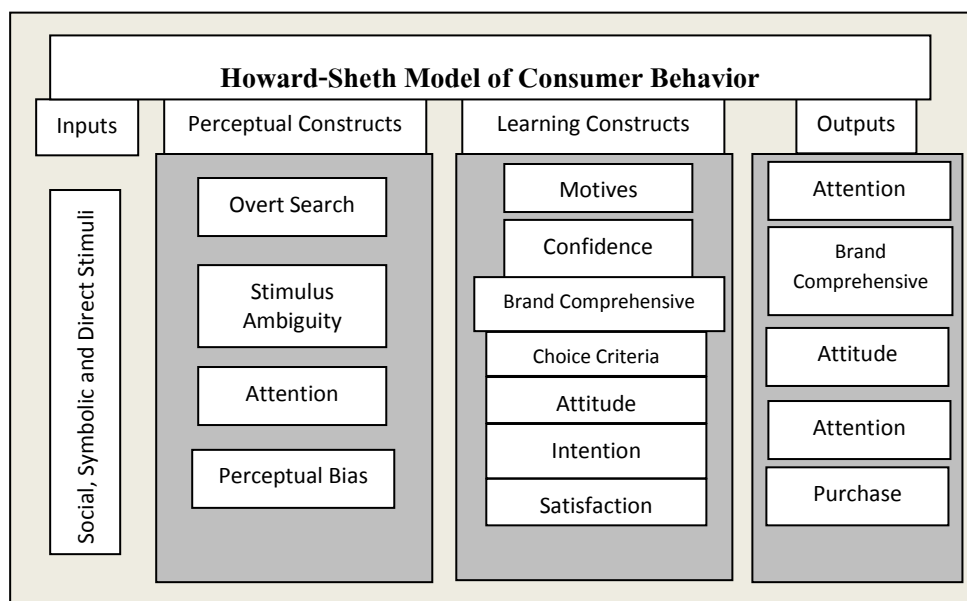 Howard-Sheth Model of Consumer Behavior
Inputs
Perceptual Constructs
Learning Constructs
Outputs
Social, Symbolic and Direct Stimuli
Overt Search
Stimulus
Ambiguity
Attention
Perceptual Bias
Motives
Confidence
Brand Comprehensive
Choice Criteria
Attitude
Intention
Satisfaction
Attention
Brand
Comprehensive
Attitude
Attention
Purchase